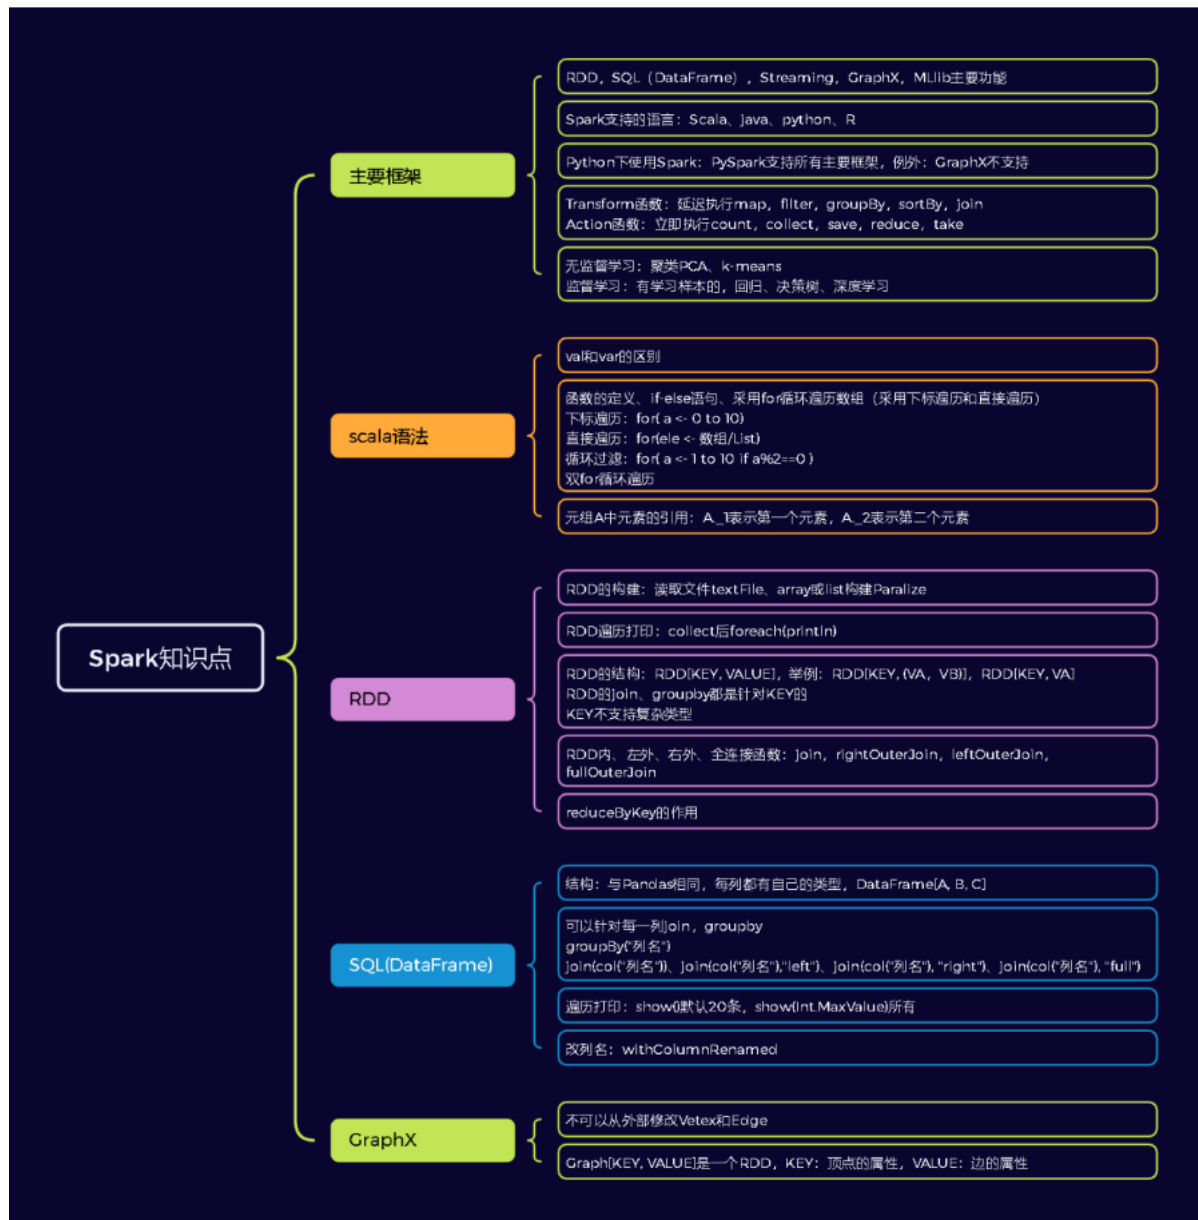 Spark知识点
主要框架
RDD，SQL（DataFrame），Streaming，GraphX，MLlib主要功能
Spark支持的语言：Scala、java、python、R
Python下使用Spark：PySpark支持所有主要框架，例外：GraphX不支持
Transform函数：延迟执行map，filter，groupBy，sortBy，join
Action函数：立即执行count，collect，save，reduce，take
无监督学习：聚类PCA、k-means
监督学习：有学习样本的，回归、决策树、深度学习
scala语法
val和var的区别
函数的定义、if-else语句、采用for循环遍历数组（采用下标遍历和直接遍历）
下标遍历：for( a <- 0 to 10)
直接遍历：for(ele <- 数组/List)
循环过滤：for( a <- 1 to 10 if a%2==0 )
双for循环遍历
元组A中元素的引用：A._1表示第一个元素，A._2表示第二个元素
RDD
RDD的构建：读取文件textFile、array或list构建Paralize
RDD遍历打印：collect后foreach(println)
RDD的结构：RDD[KEY, VALUE]，举例：RDD[KEY, (VA，VB)]，RDD[KEY, VA]
RDD的join、groupby都是针对KEY的
KEY不支持复杂类型
RDD内、左外、右外、全连接函数：join，rightOuterJoin，leftOuterJoin，
fullOuterJoin
reduceByKey的作用
SQL(DataFrame)
结构：与Pandas相同，每列都有自己的类型，DataFrame[A, B, C]
可以针对每一列join，groupby
groupBy("列名")
join(col("列名"))、join(col("列名"),"left")、join(col("列名"), "right")、join(col("列名"), "full")
遍历打印：show()默认20条，show(Int.MaxValue)所有
改列名：withColumnRenamed
GraphX
不可以从外部修改Vetex和Edge
Graph[KEY, VALUE]是一个RDD，KEY：顶点的属性，VALUE：边的属性